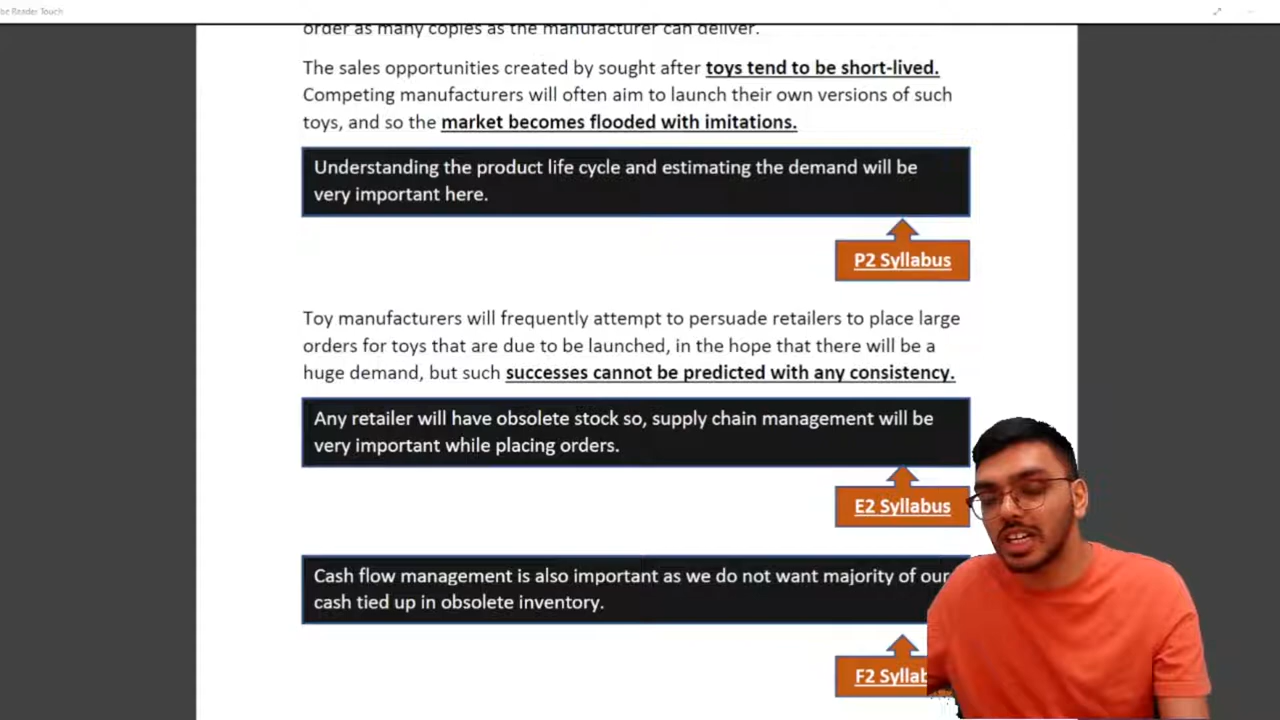 be Reader Touch
order as many copies as the manufacturer can deliver.
The sales opportunities created by sought after toys tend to be short-lived.
Competing manufacturers will often aim to launch their own versions of such
toys, and so the market becomes flooded with imitations.
Understanding the product life cycle and estimating the demand will be
very important here.
P2 Syllabus
Toy manufacturers will frequently attempt to persuade retailers to place large
orders for toys that are due to be launched, in the hope that there will be a
huge demand, but such successes cannot be predicted with any consistency.
Any retailer will have obsolete stock so, supply chain management will be
very important while placing orders.
E2 Syllabus
Cash flow management is also important as we do not want majority of our
cash tied up in obsolete inventory.
F2 Syllab